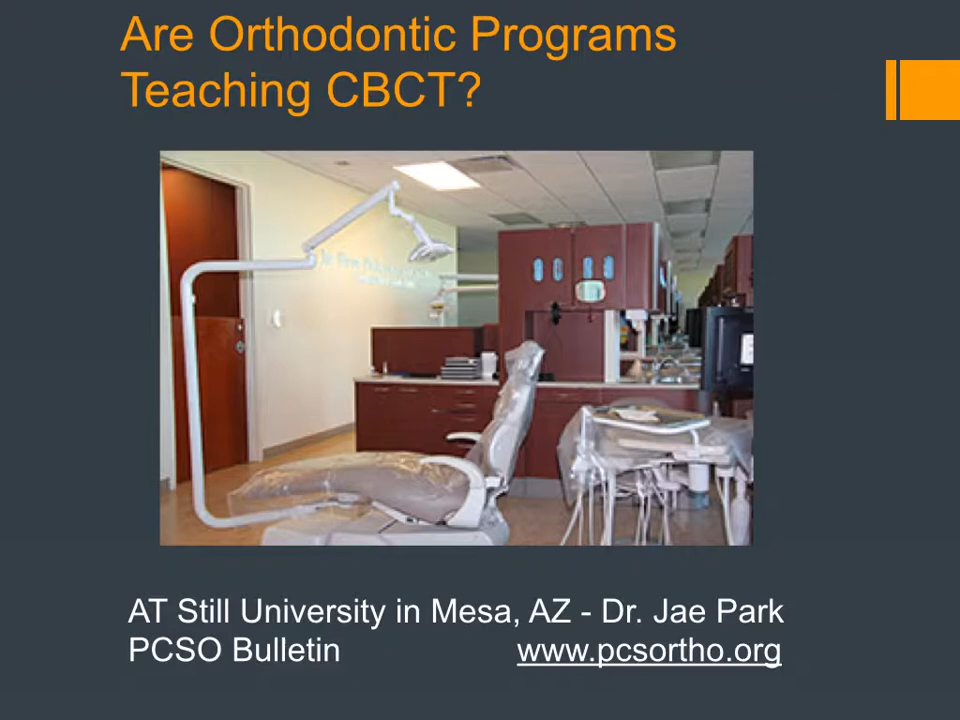 Are Orthodontic Programs
Teaching CBCT?
AT Still University in Mesa, AZ - Dr. Jae Park
PCSO Bulletin www.pcsortho.org